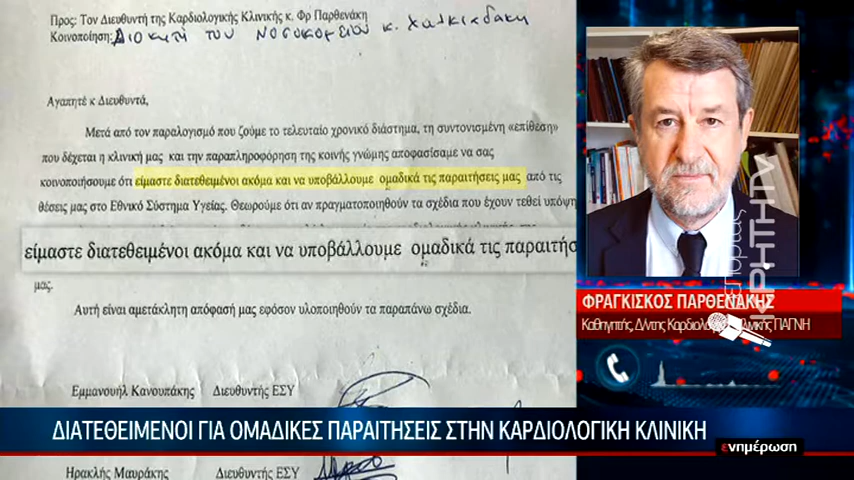 Προς: Τον Διευθυντή της Καρδιολογικής Κλινικής κ. Φρ Παρθενάκη
Κοινοποίηση: Διοικητή του Νοσοκομείου κ. Χαλκιαδάκη
Αγαπητέ κ Διευθυντά,
Μετά από τον παραλογισμό που ζούμε το τελευταίο χρονικό διάστημα, τη συντονισμένη «επίθεση»
που δέχεται η κλινική μας και την παραπληροφόρηση της κοινής γνώμης αποφασίσαμε να σας
κοινοποιήσουμε ότι είμαστε διατεθειμένοι ακόμα και να υποβάλλουμε ομαδικά τις παραιτήσεις μας από τις
θέσεις μας στο Εθνικό Σύστημα Υγείας. Θεωρούμε ότι αν πραγματοποιηθούν τα σχέδια που έχουν τεθεί υπόψη
είμαστε διατεθειμένοι ακόμα και να υποβάλλουμε ομαδικά τις παραιτήσ
μας.
Αυτή είναι αμετάκλητη απόφασή μας εφόσον υλοποιηθούν τα παραπάνω σχέδια.
Εμμανουήλ Κανουπάκης Διευθυντής ΕΣΥ
Ηρακλής Μαυράκης Διευθυντής ΕΣΥ
ΦΡΑΓΚΙΣΚΟΣ ΠΑΡΘΕΝΑΚΗΣ
Καθηγητής, Δ/ντης ΠΑΓΝΗ
ΚΡΗΤΗ TV
ΔΙΑΤΕΘΕΙΜΕΝΟΙ ΓΙΑ ΟΜΑΔΙΚΕΣ ΠΑΡΑΙΤΗΣΕΙΣ ΣΤΗΝ ΚΑΡΔΙΟΛΟΓΙΚΗ ΚΛΙΝΙΚΗ
ενημέρωση